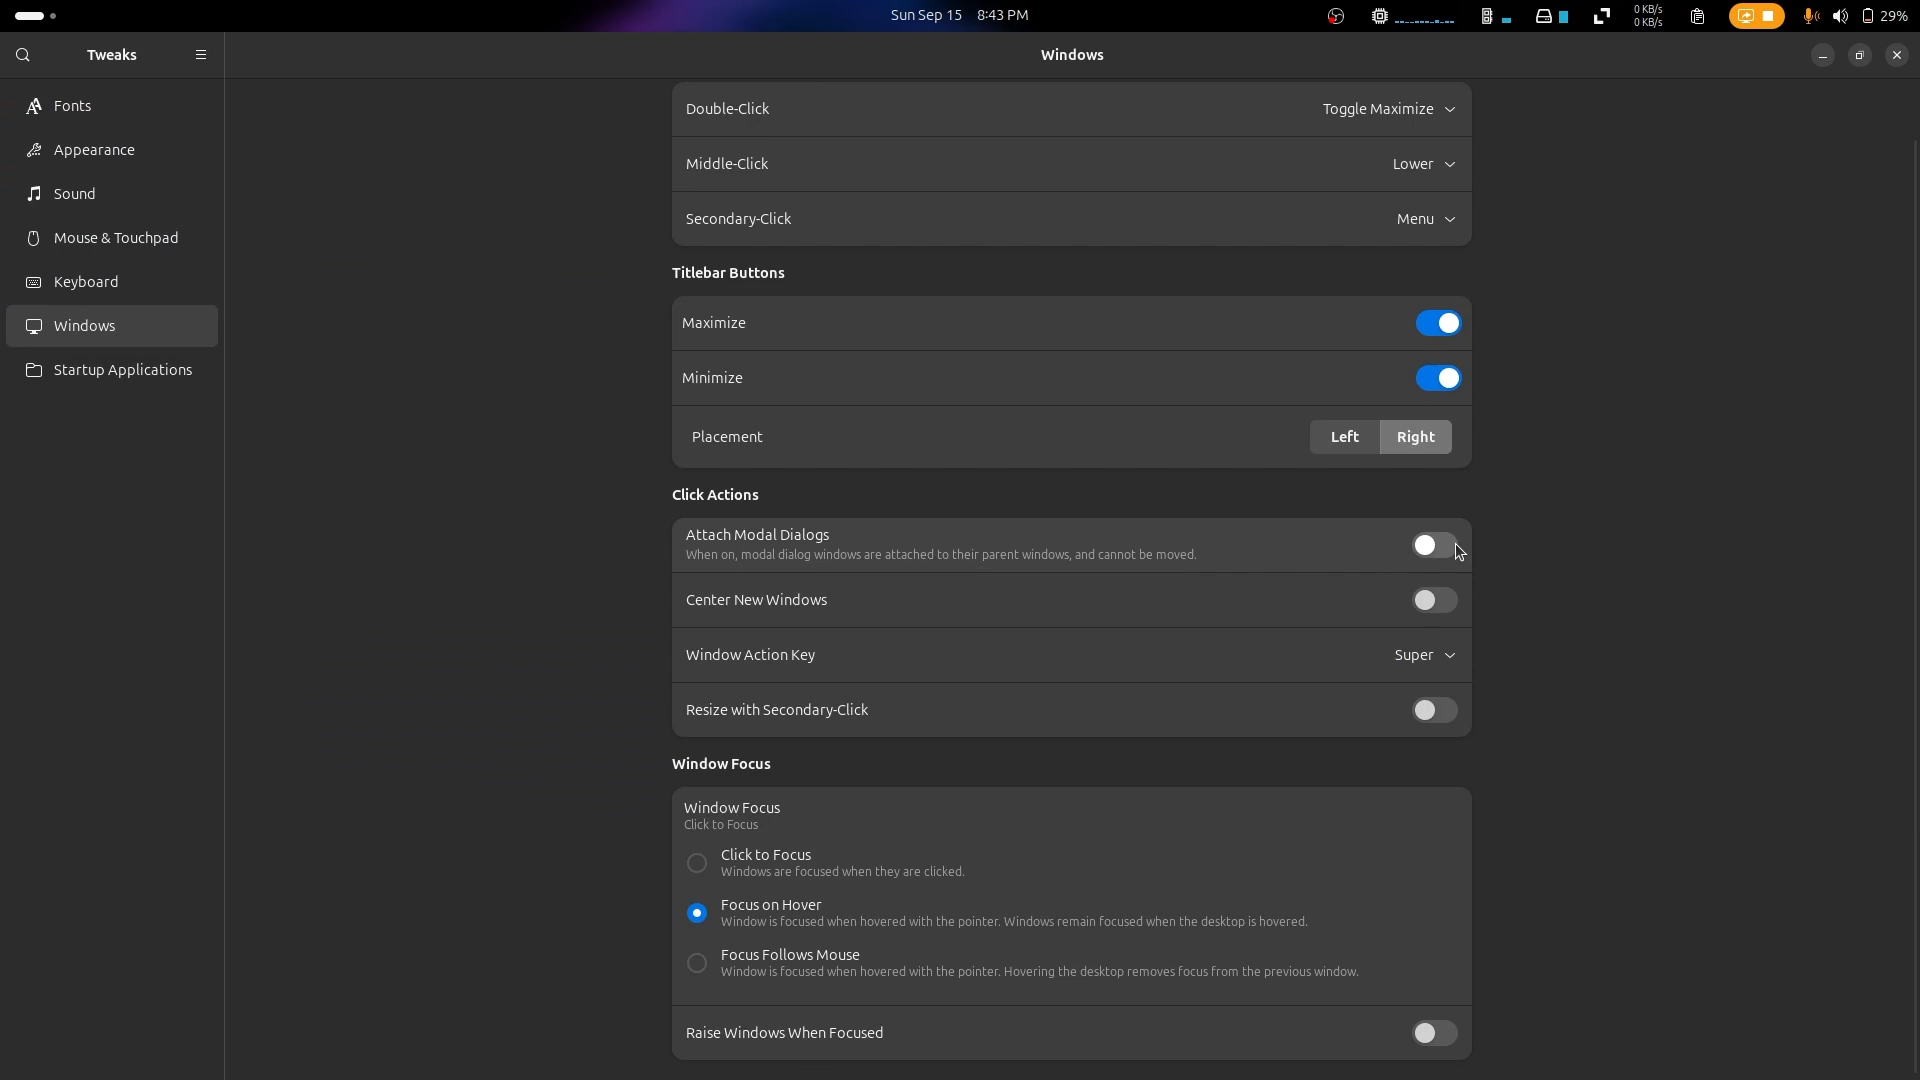 Sun Sep 15 8:43 PM
0 KB/s
0 KB/s
29%
Tweaks
Windows
Fonts
Appearance
Sound
Mouse & Touchpad
Keyboard
Windows
Startup Applications
Double-Click Toggle Maximize
Middle-Click Lower
Secondary-Click Menu
Titlebar Buttons
Maximize
Minimize
Placement Left Right
Click Actions
Attach Modal Dialogs
When on, modal dialog windows are attached to their parent windows, and cannot be moved.
Center New Windows
Window Action Key Super
Resize with Secondary-Click
Window Focus
Window Focus
Click to Focus
Click to Focus
Windows are focused when they are clicked.
Focus on Hover
Window is focused when hovered with the pointer. Windows remain focused when the desktop is hovered.
Focus Follows Mouse
Window is focused when hovered with the pointer. Hovering the desktop removes focus from the previous window.
Raise Windows When Focused